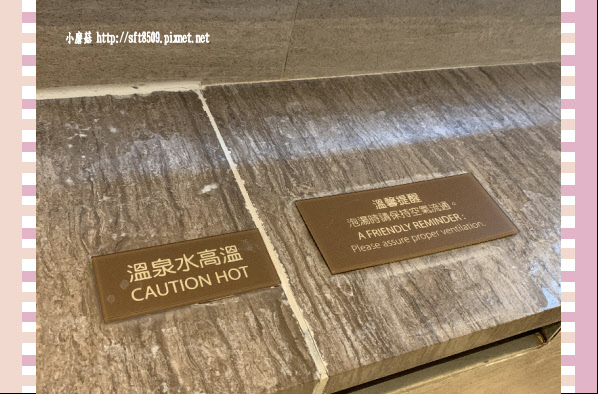 小蘑菇 http://sft8509.pixnet.net
溫馨提醒
泡湯時請保持空氣流通。
A FRIENDLY REMINDER:
Please assure proper ventilation.
溫泉水高溫
CAUTION HOT